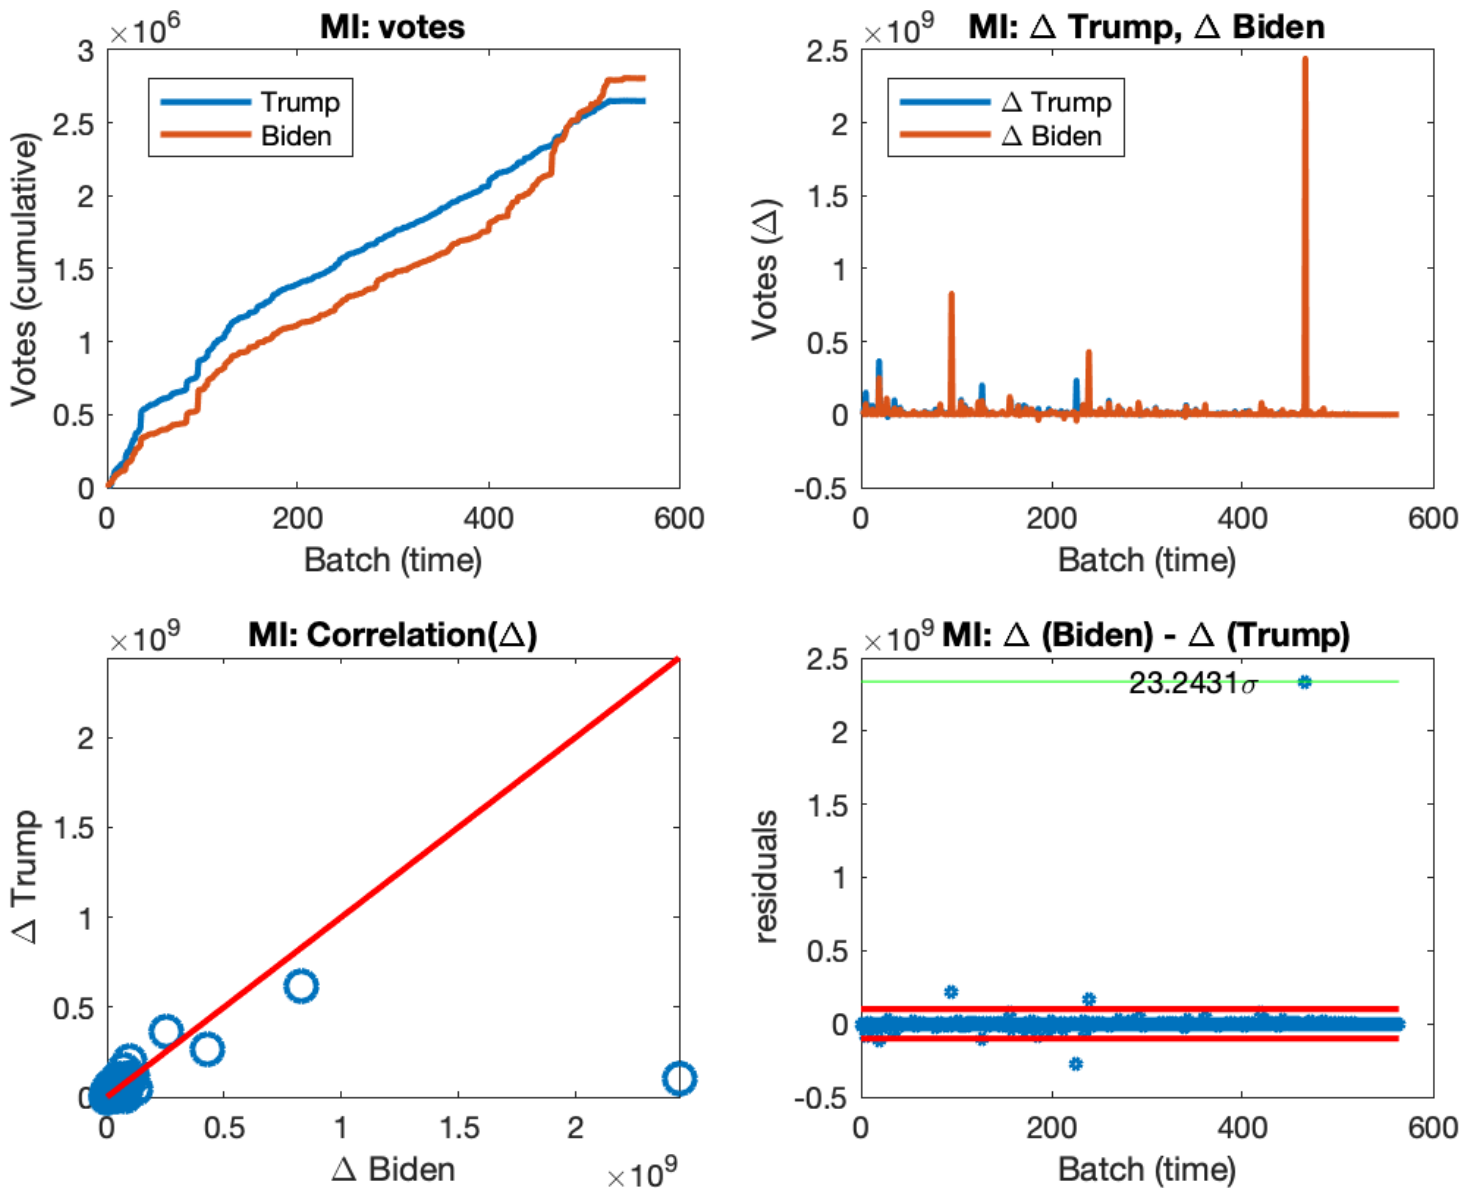 ×10^6 MI: votes
3
2.5
2
1.5
1
0.5
0
0 200 400 600
Votes (cumulative)
Batch (time)
Trump
Biden
×10^9 MI: Δ Trump, Δ Biden
2.5
2
1.5
1
0.5
0
-0.5
0 200 400 600
Votes (Δ)
Batch (time)
Δ Trump
Δ Biden
×10^9 MI: Correlation(Δ)
2
1.5
1
0.5
0
0 0.5 1 1.5 2
Δ Trump
Δ Biden
×10^9
×10^9 MI: Δ (Biden) - Δ (Trump)
2.5
2
1.5
1
0.5
0
-0.5
0 200 400 600
residuals
Batch (time)
23.2431σ